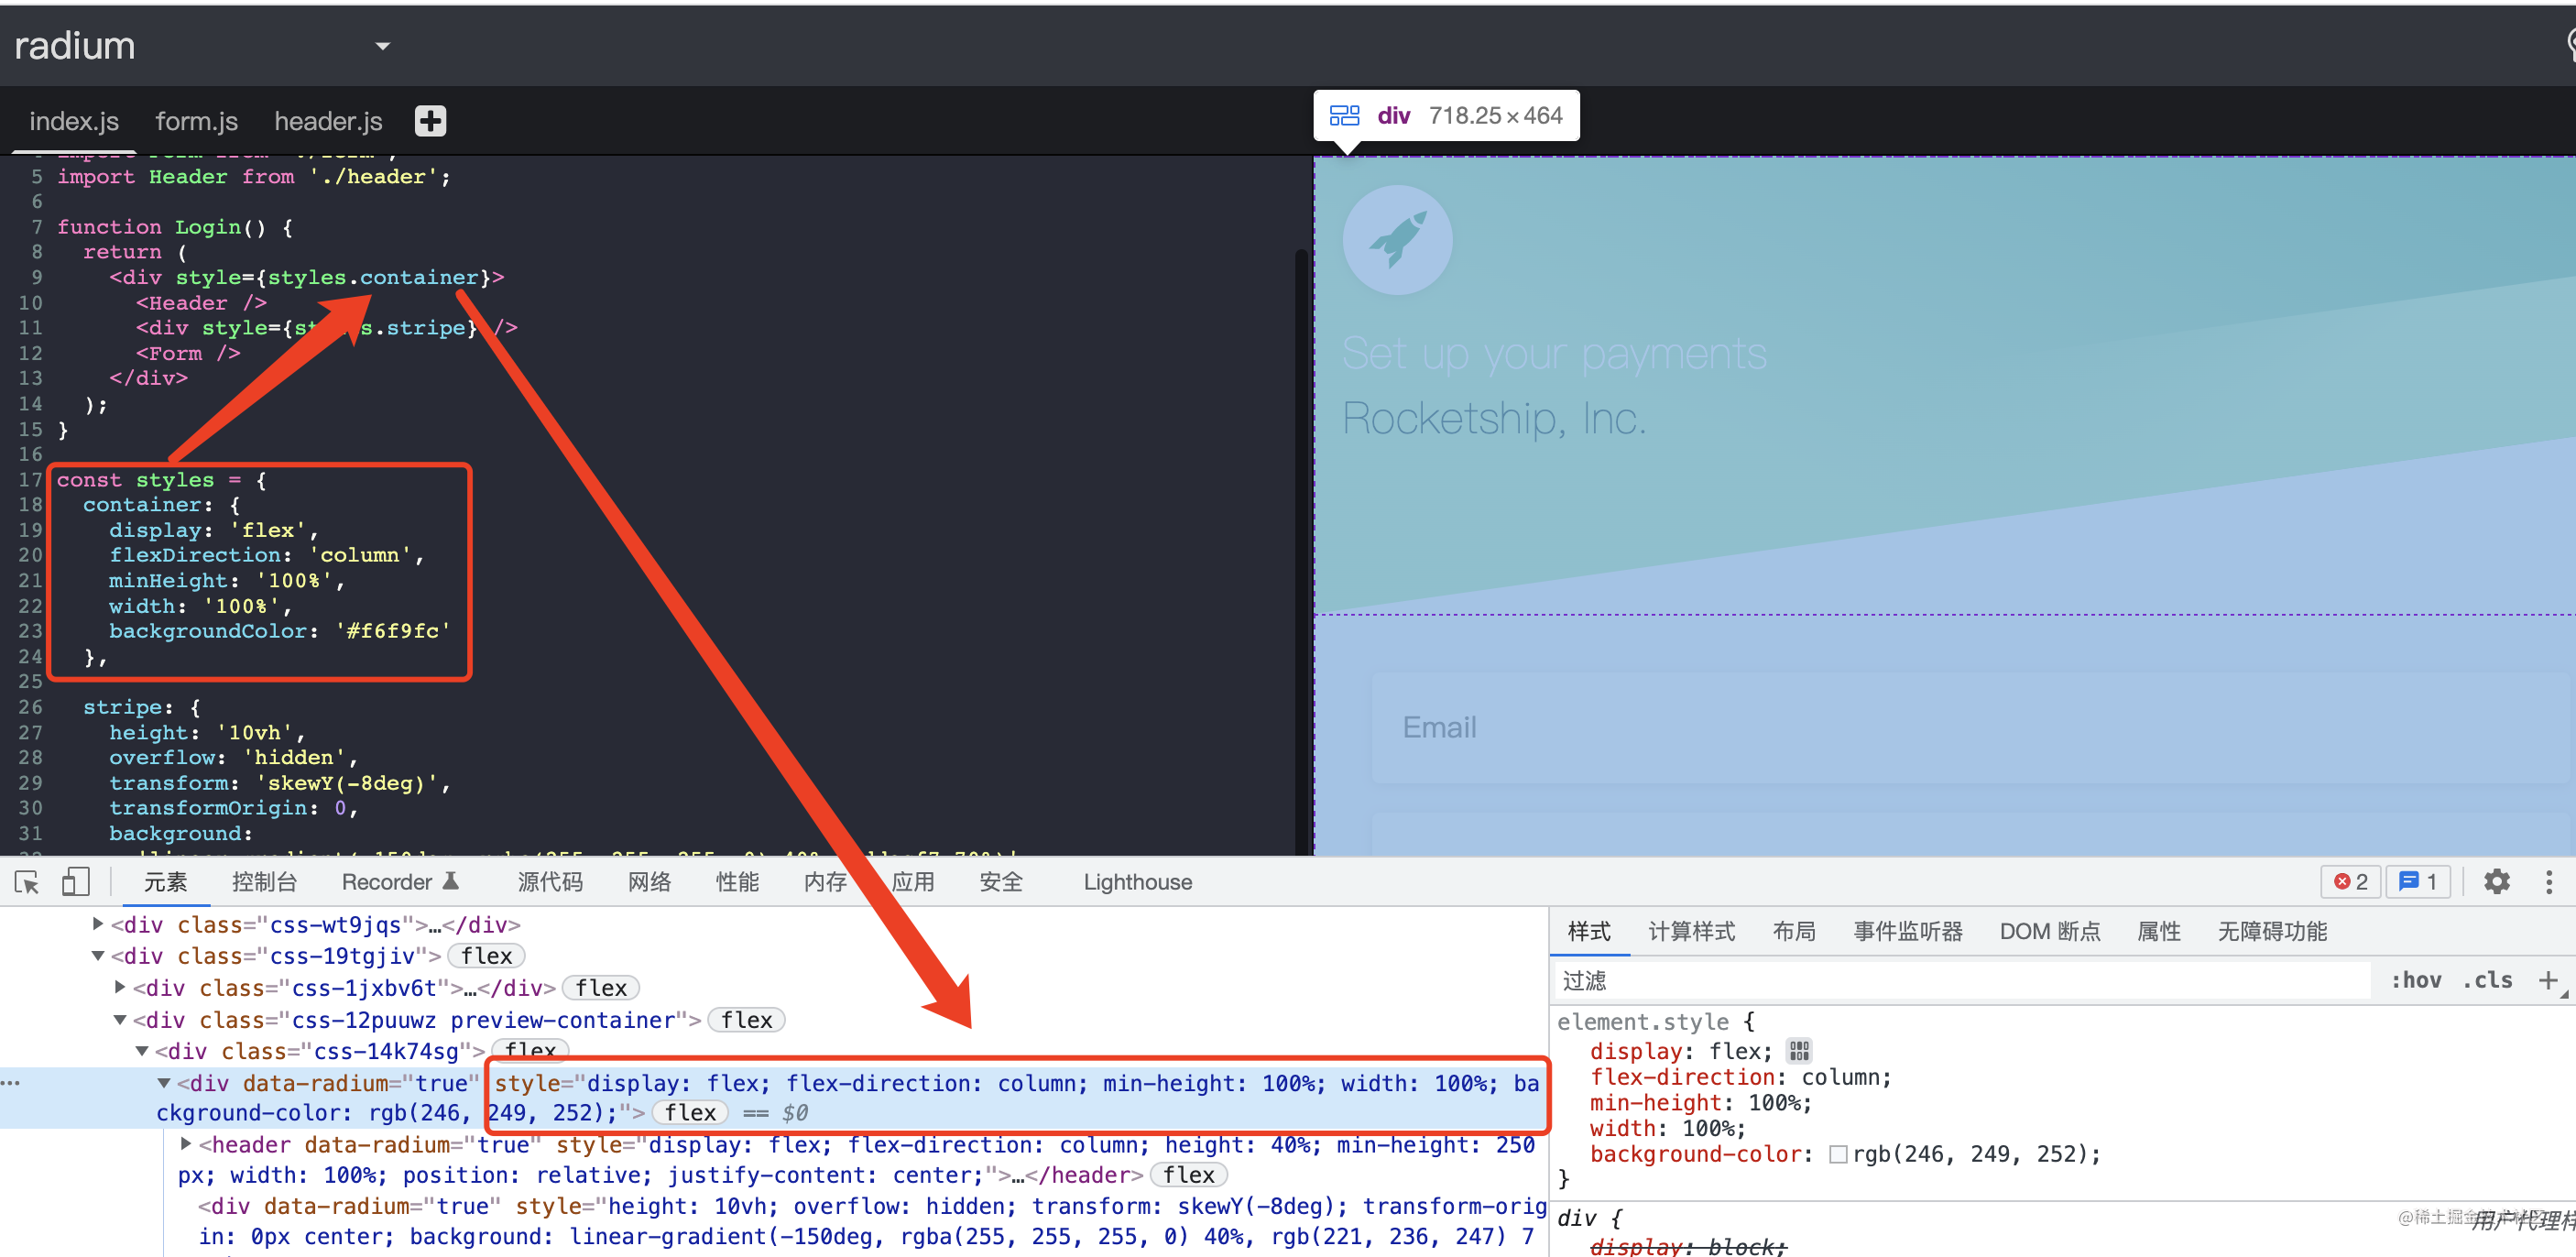 radium
index.js form.js header.js
div 718.25×464
5 import Header from './header';
6
7 function Login() {
8 return (
9 <div style={styles.container}>
10 <Header />
11 <div style={st s.stripe} />
12 <Form />
13 </div>
14 );
15 }
16
17 const styles = {
18 container: {
19 display: 'flex',
20 flexDirection: 'column',
21 minHeight: '100%',
22 width: '100%',
23 backgroundColor: '#f6f9fc'
24 },
25
26 stripe: {
27 height: '10vh',
28 overflow: 'hidden',
29 transform: 'skewY(-8deg)',
30 transformOrigin: 0,
31 background:
Set up your payments
Rocketship, Inc.
Email
元素 控制台 Recorder 源代码 网络 性能 内存 应用 安全 Lighthouse 2 1
<div class="css-wt9jqs">…</div>
<div class="css-19tgjiv"> flex
<div class="css-1jxbv6t">…</div> flex
<div class="css-12puuwz preview-container"> flex
<div class="css-14k74sg"> flex
<div data-radium="true" style="display: flex; flex-direction: column; min-height: 100%; width: 100%; ba
ckground-color: rgb(246, 249, 252);"> flex == $0
<header data-radium="true" style="display: flex; flex-direction: column; height: 40%; min-height: 250
px; width: 100%; position: relative; justify-content: center;">…</header> flex
<div data-radium="true" style="height: 10vh; overflow: hidden; transform: skewY(-8deg); transform-orig
in: 0px center; background: linear-gradient(-150deg, rgba(255, 255, 255, 0) 40%, rgb(221, 236, 247) 7
样式 计算样式 布局 事件监听器 DOM 断点 属性 无障碍功能
过滤 :hov .cls +
element.style {
display: flex;
flex-direction: column;
min-height: 100%;
width: 100%;
background-color: rgb(246, 249, 252);
}
div {
display: block;
用户代理样
@稀土掘金